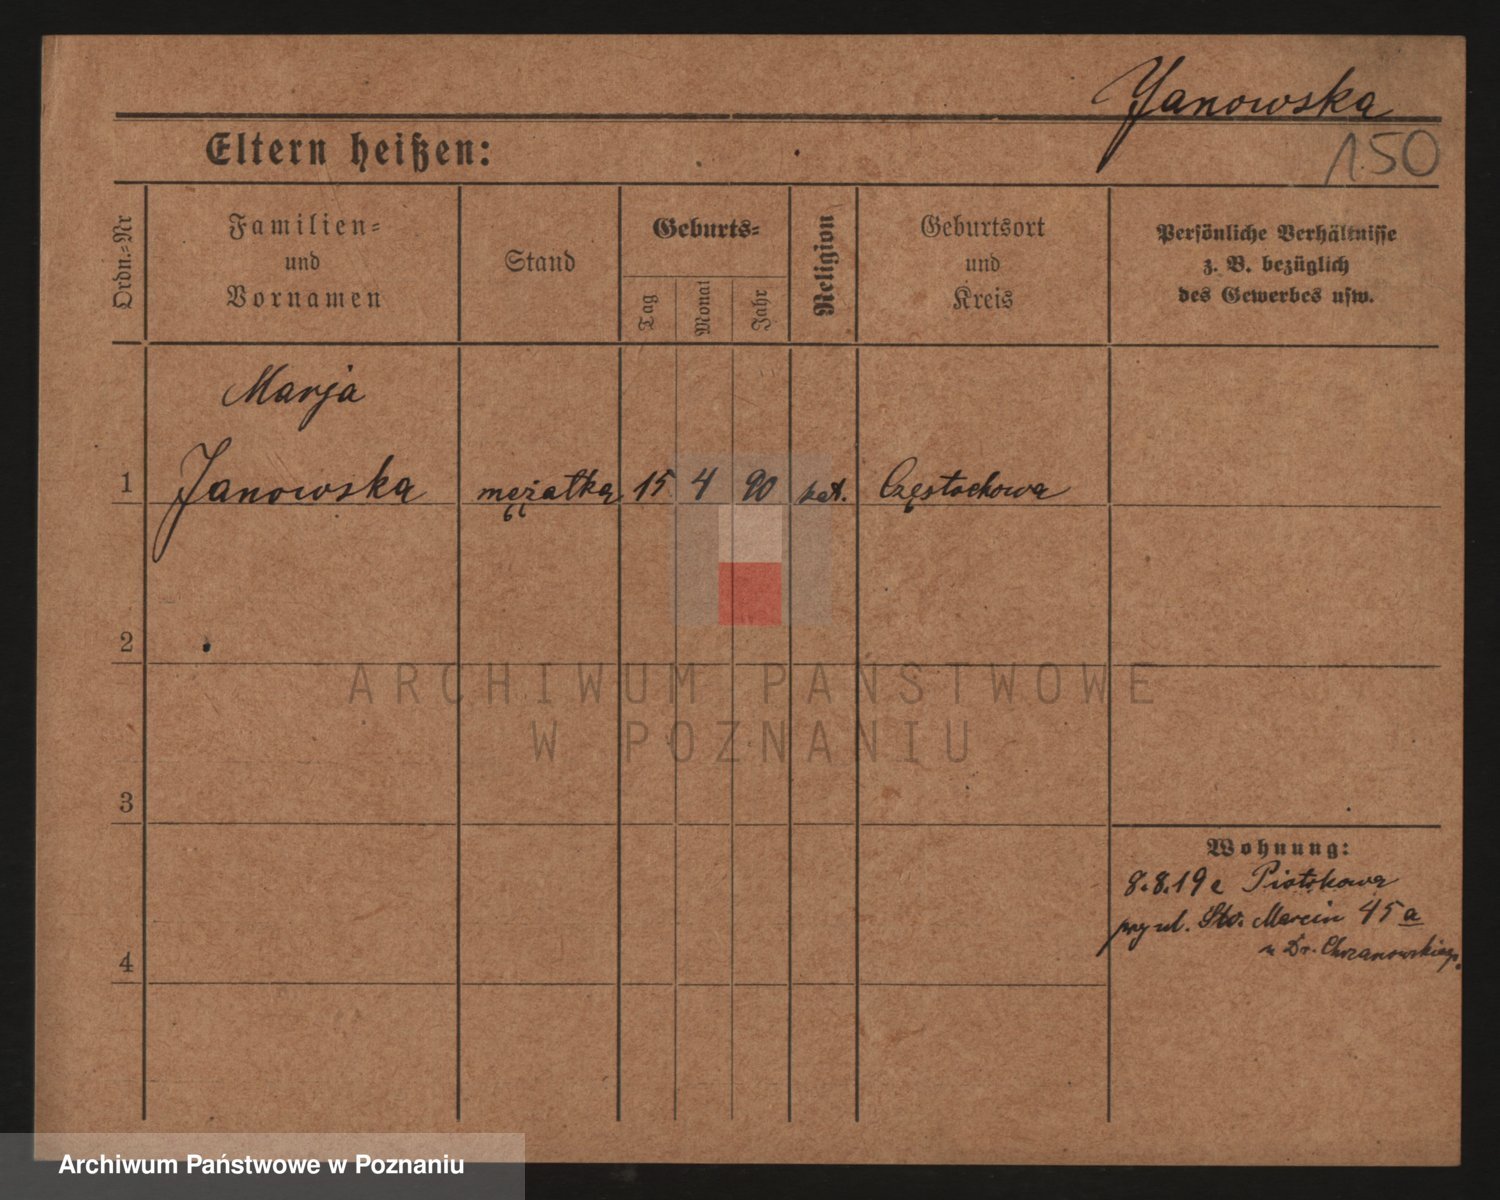 Janowska
150
Eltern heißen:
Ordn.-Nr
Familien-
und
Vornamen
Stand
Geburts-
Tag
Monat
Jahr
Religion
Geburtsort
und
Kreis
Persönliche Verhältnisse
z. B. bezüglich
des Gewerbes usw.
Marja
1 Janowska mężatka 15 4 90 kat. Częstochowa
2
3
4
Wohnung:
8.8.19 z Piotrkowa
przy ul. Św. Marcin 45a
u Dr. Chrzanowskiego.
ARCHIWUM PAŃSTWOWE
W POZNANIU
Archiwum Państwowe w Poznaniu